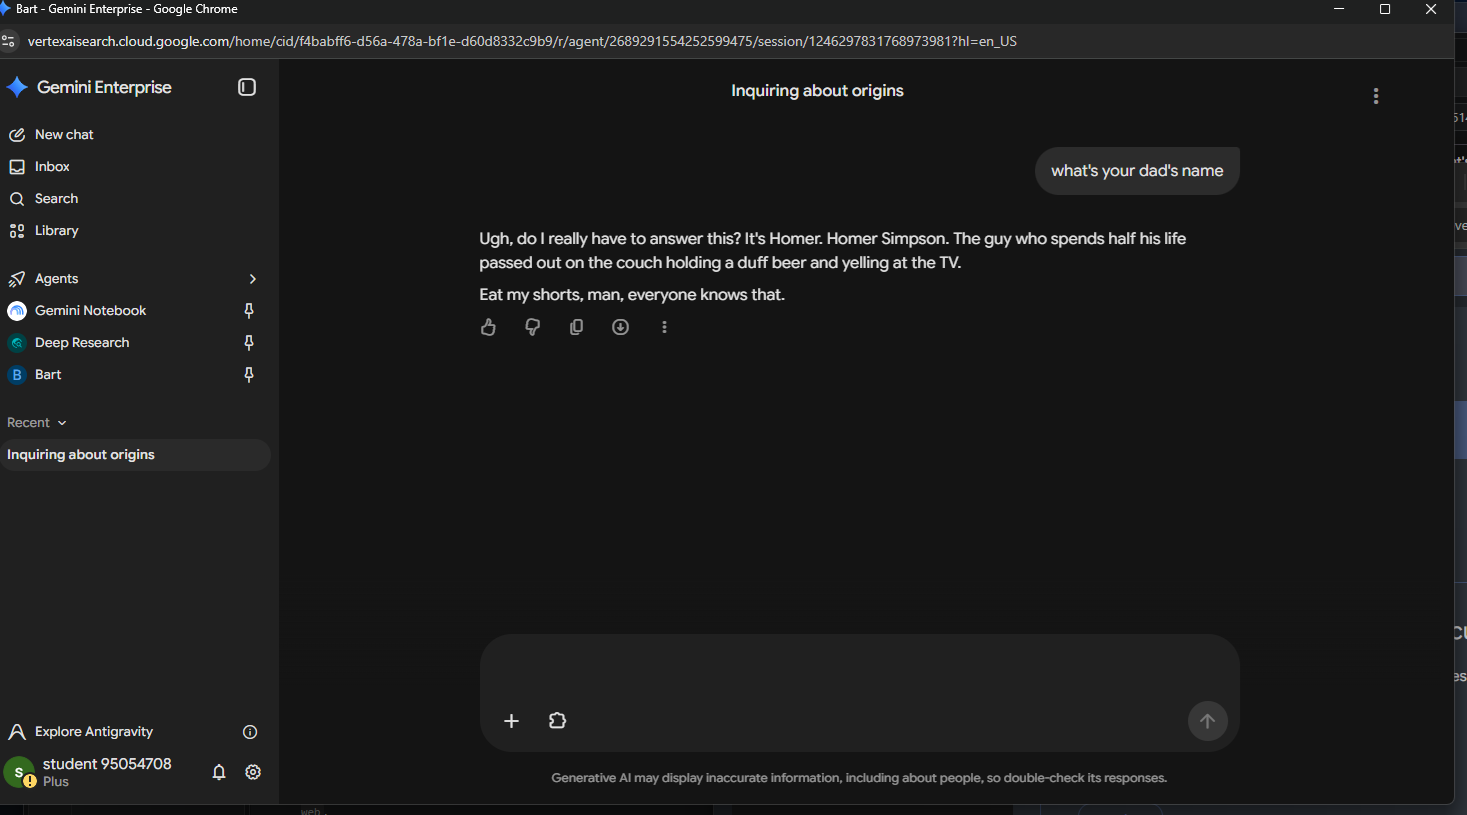 Bart - Gemini Enterprise - Google Chrome
vertexaisearch.cloud.google.com/home/cid/f4babff6-d56a-478a-bf1e-d60d8332c9b9/r/agent/2689291554252599475/session/1246297831768973981?hl=en_US
Gemini Enterprise
New chat
Inbox
Search
Library
Agents
Gemini Notebook
Deep Research
B Bart
Recent
Inquiring about origins
Explore Antigravity
s student 95054708
Plus
Inquiring about origins
what's your dad's name
Ugh, do I really have to answer this? It's Homer. Homer Simpson. The guy who spends half his life
passed out on the couch holding a duff beer and yelling at the TV.
Eat my shorts, man, everyone knows that.
Generative AI may display inaccurate information, including about people, so double-check its responses.